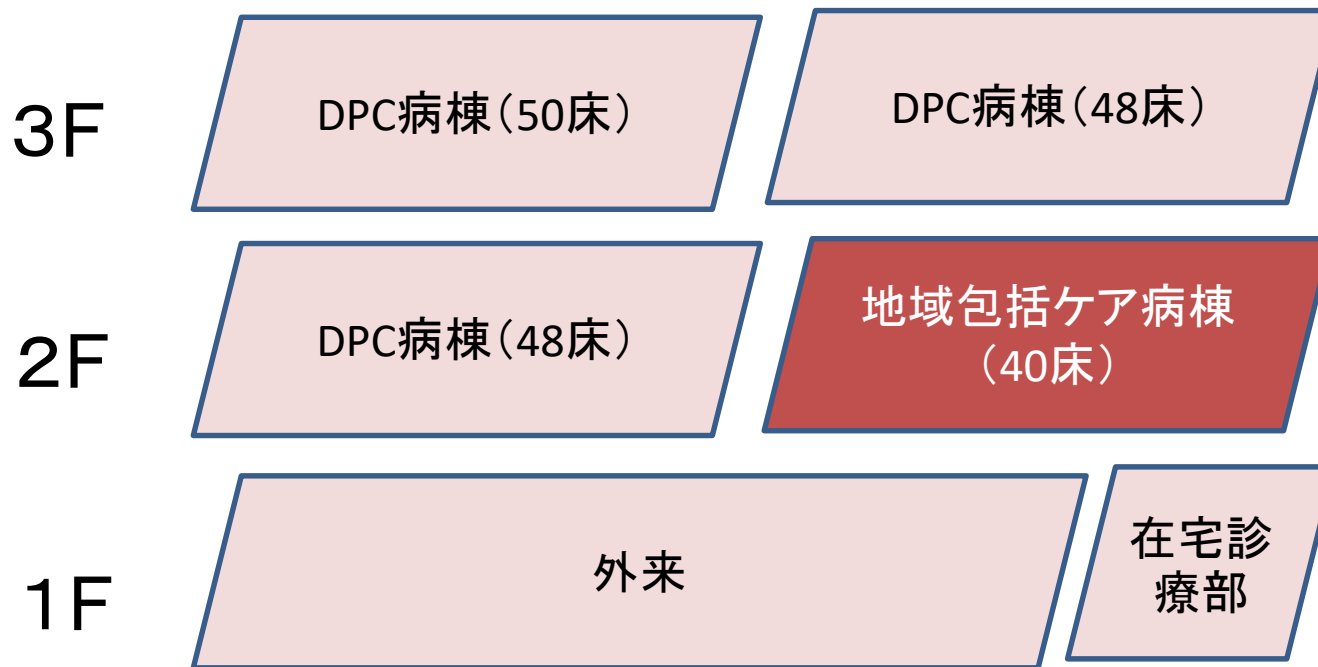 3F
DPC病棟（50床）
DPC病棟（48床）
2F
DPC病棟（48床）
地域包括ケア病棟
（40床）
1F
外来
在宅診
療部